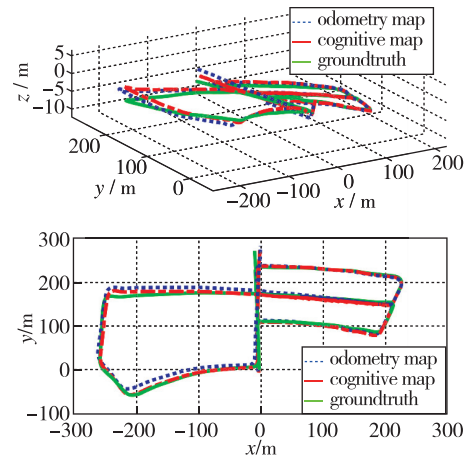 odometry map
cognitive map
groundtruth
5
0
-5
-10
z / m
200
100
0
y / m
-200
-100
0
100
200
x / m
300
200
100
0
-100
y/m
odometry map
cognitive map
groundtruth
-300 -200 -100 0 100 200 300
x/m